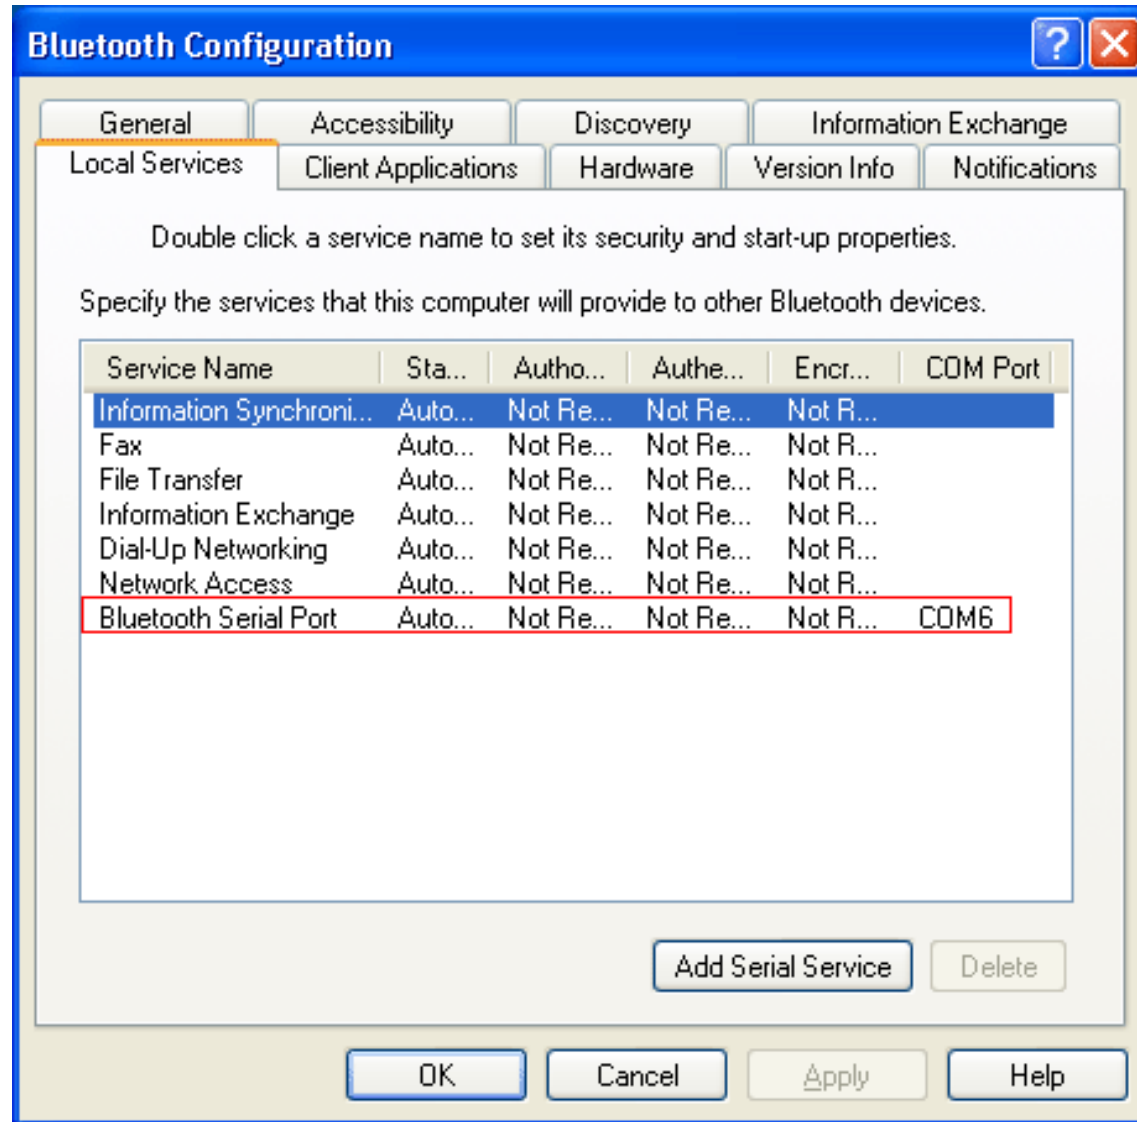 Bluetooth Configuration
General Accessibility Discovery Information Exchange
Local Services Client Applications Hardware Version Info Notifications
Double click a service name to set its security and start-up properties.
Specify the services that this computer will provide to other Bluetooth devices.
Service Name Sta... Autho... Authe... Encr... COM Port
Information Synchroni... Auto... Not Re... Not Re... Not R...
Fax Auto... Not Re... Not Re... Not R...
File Transfer Auto... Not Re... Not Re... Not R...
Information Exchange Auto... Not Re... Not Re... Not R...
Dial-Up Networking Auto... Not Re... Not Re... Not R...
Network Access Auto... Not Re... Not Re... Not R...
Bluetooth Serial Port Auto... Not Re... Not Re... Not R... COM6
Add Serial Service Delete
OK Cancel Apply Help